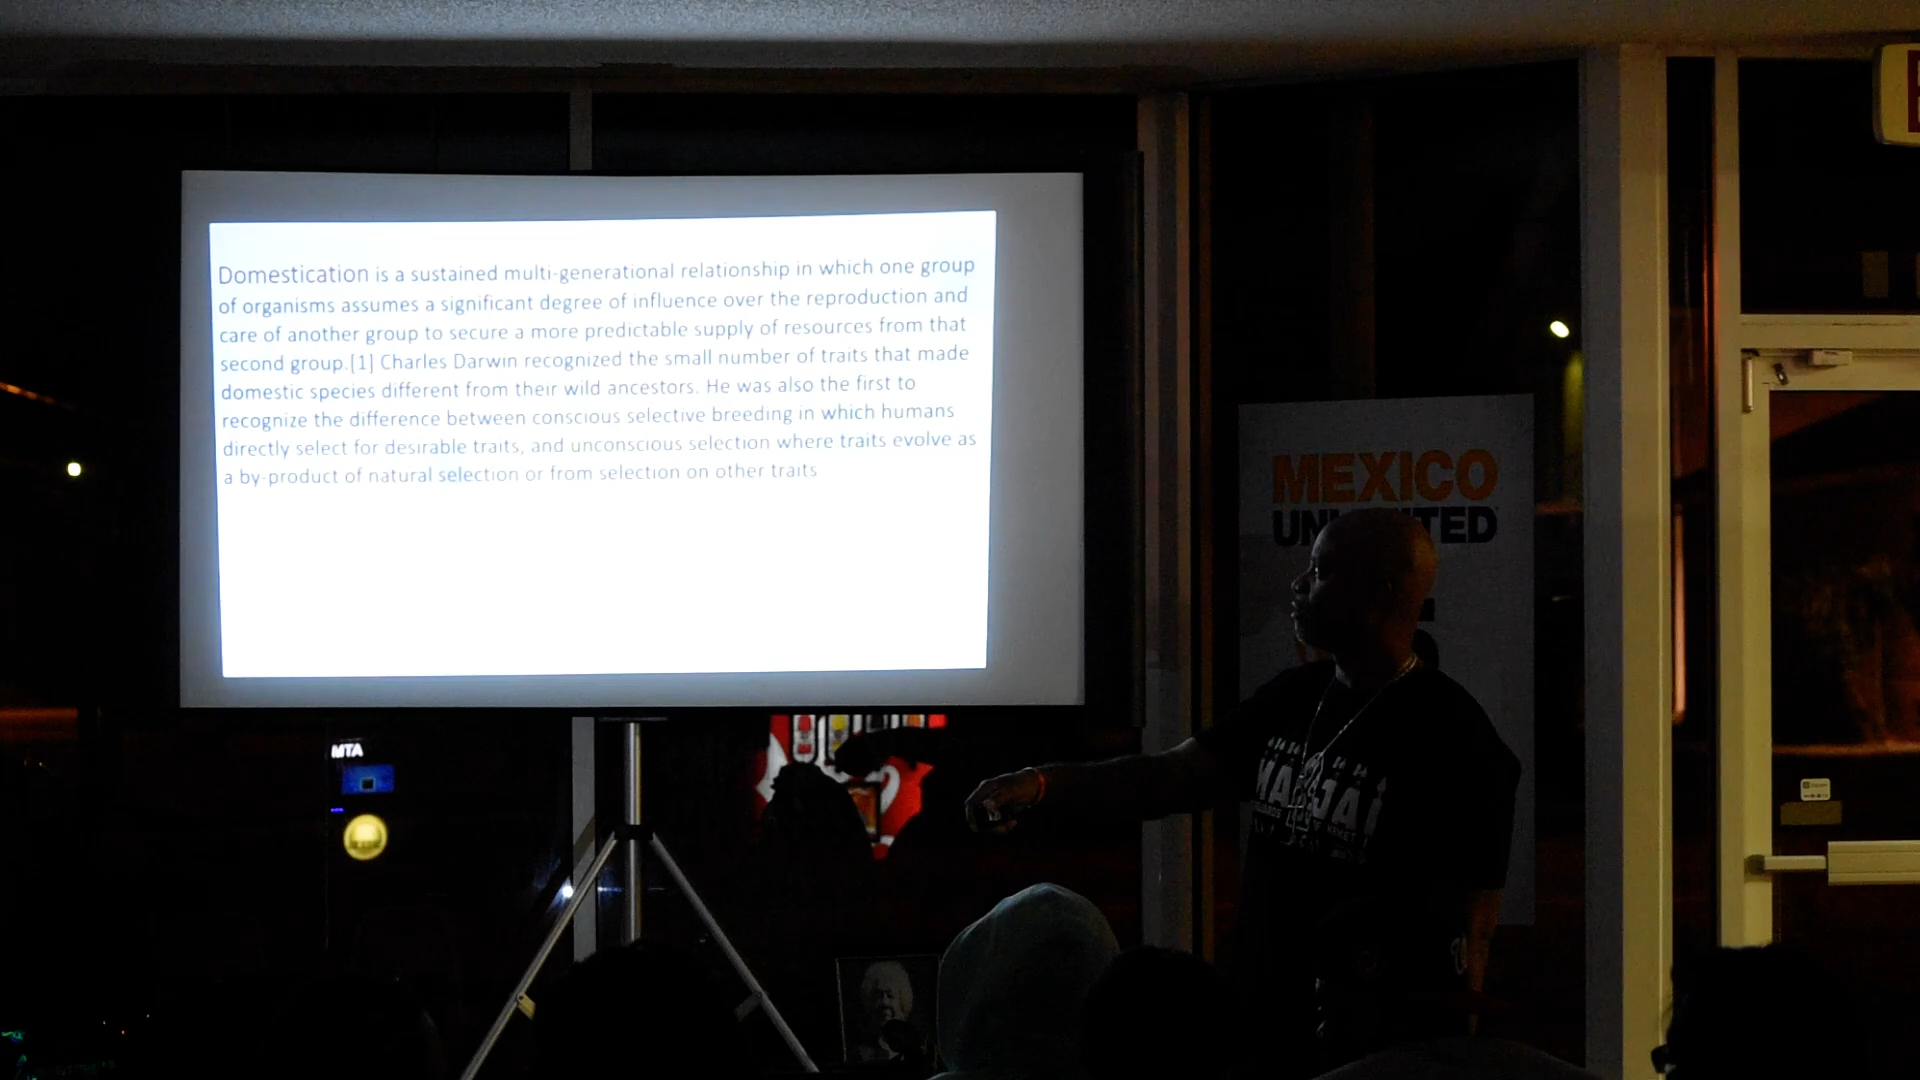 Domestication is a sustained multi-generational relationship in which one group
of organisms assumes a significant degree of influence over the reproduction and
care of another group to secure a more predictable supply of resources from that
second group.[1] Charles Darwin recognized the small number of traits that made
domestic species different from their wild ancestors. He was also the first to
recognize the difference between conscious selective breeding in which humans
directly select for desirable traits, and unconscious selection where traits evolve as
a by-product of natural selection or from selection on other traits
MEXICO
MTA